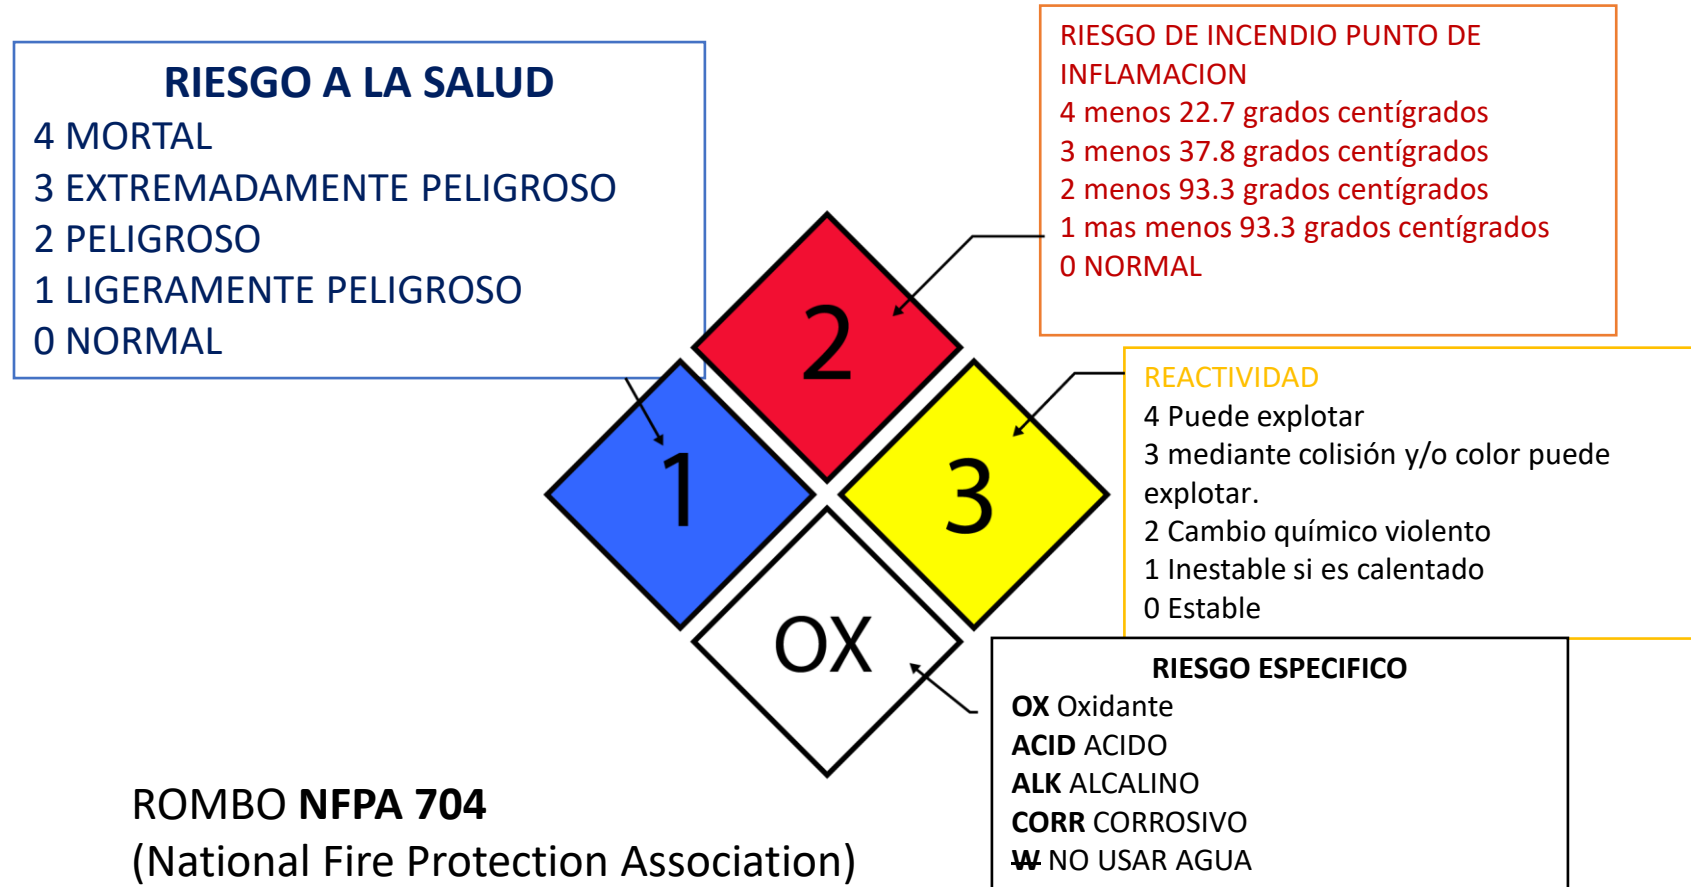 RIESGO A LA SALUD
4 MORTAL
3 EXTREMADAMENTE PELIGROSO
2 PELIGROSO
1 LIGERAMENTE PELIGROSO
0 NORMAL
RIESGO DE INCENDIO PUNTO DE
INFLAMACION
4 menos 22.7 grados centígrados
3 menos 37.8 grados centígrados
2 menos 93.3 grados centígrados
1 mas menos 93.3 grados centígrados
0 NORMAL
2
1
3
OX
REACTIVIDAD
4 Puede explotar
3 mediante colisión y/o color puede
explotar.
2 Cambio químico violento
1 Inestable si es calentado
0 Estable
RIESGO ESPECIFICO
OX Oxidante
ACID ACIDO
ALK ALCALINO
CORR CORROSIVO
W NO USAR AGUA
ROMBO NFPA 704
(National Fire Protection Association)